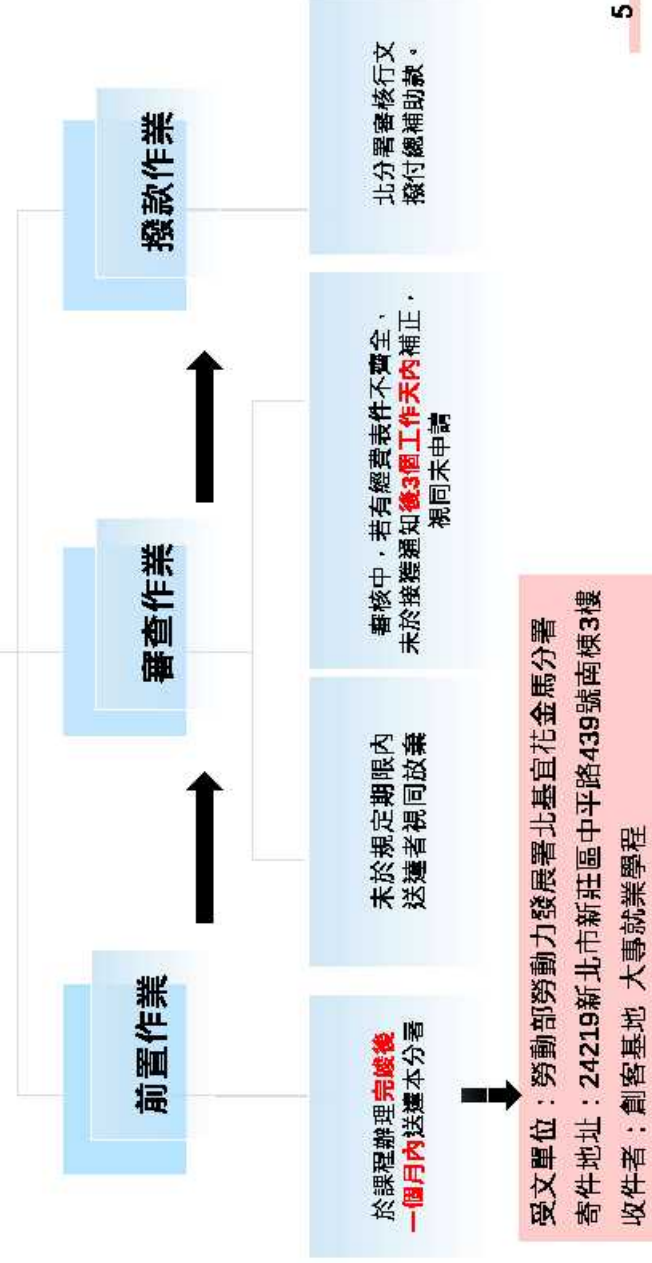 前置作業
審查作業
撥款作業
於課程辦理完竣後
一個月內送達本分署
未於規定期限內
送達者視同放棄
審核中，若有經費表件不齊全、
未於接獲通知後3個工作天內補正，
視同未申請
北分署審核行文
撥付總補助款。
受文單位：勞動部勞動力發展署北基宜花金馬分署
寄件地址：24219新北市新莊區中平路439號南棟3樓
收件者：創客基地 大專就業學程
5